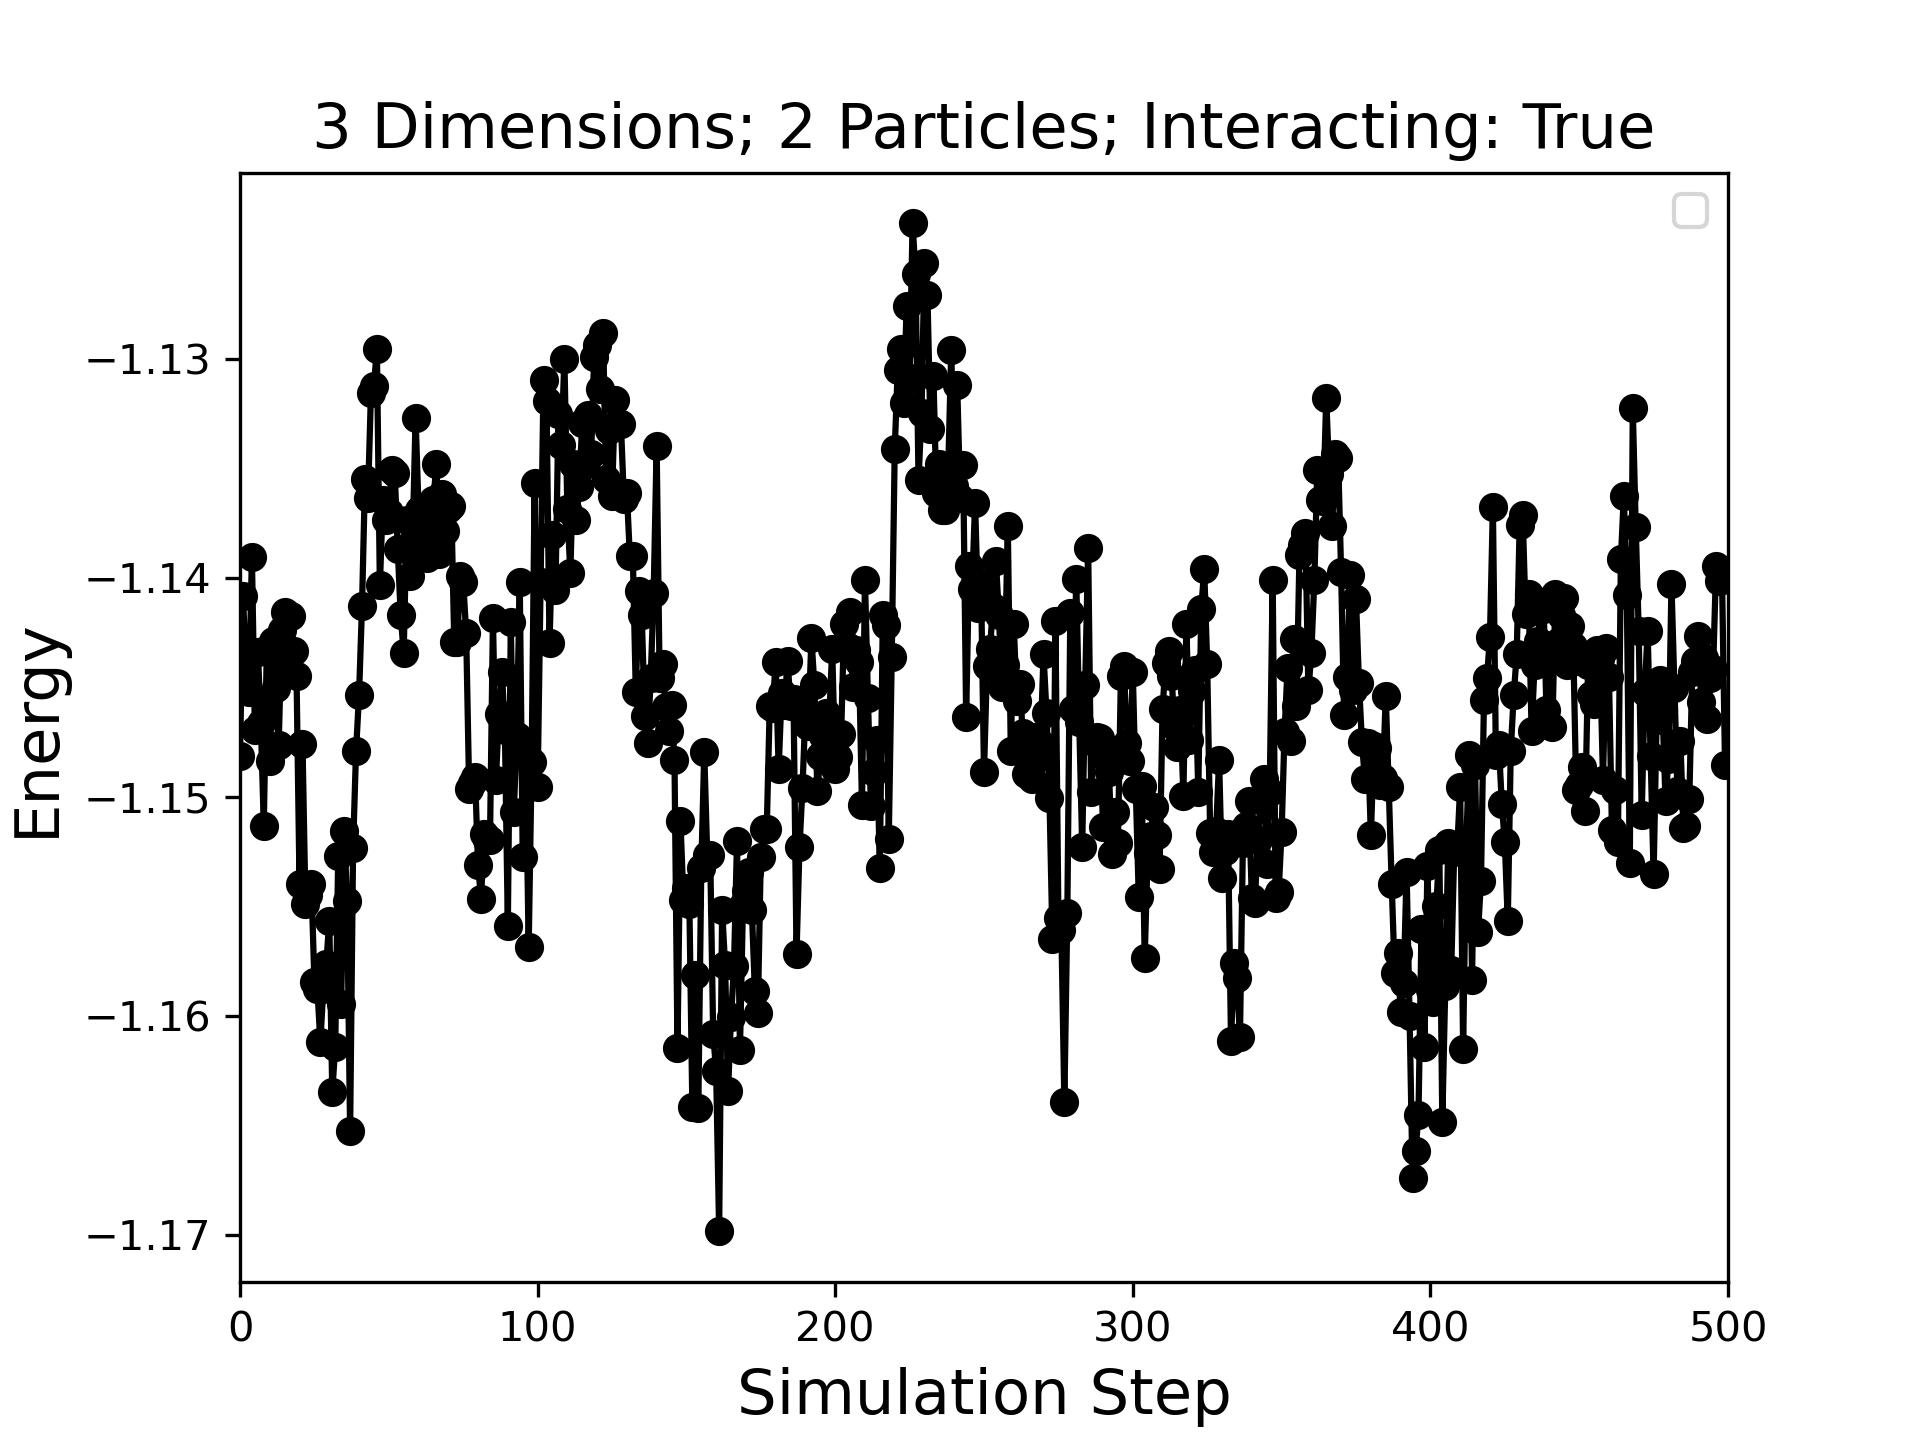 3 Dimensions; 2 Particles; Interacting: True
Energy
−1.13
−1.14
−1.15
−1.16
−1.17
0 100 200 300 400 500
Simulation Step